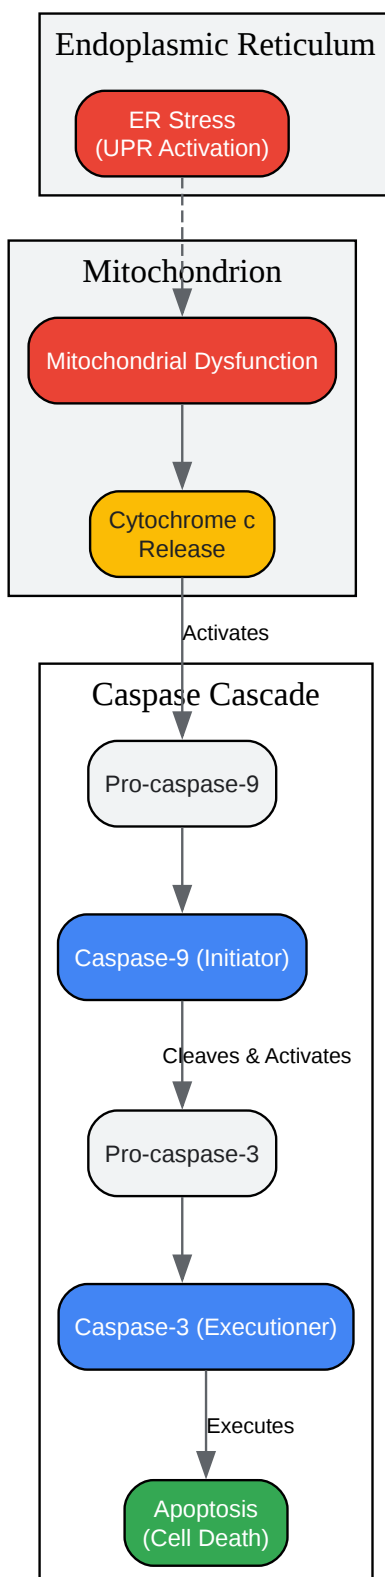 Endoplasmic Reticulum
ER Stress
(UPR Activation)
Mitochondrion
Mitochondrial Dysfunction
Cytochrome c
Release
Activates
Caspase Cascade
Pro-caspase-9
Caspase-9 (Initiator)
Cleaves & Activates
Pro-caspase-3
Caspase-3 (Executioner)
Executes
Apoptosis
(Cell Death)